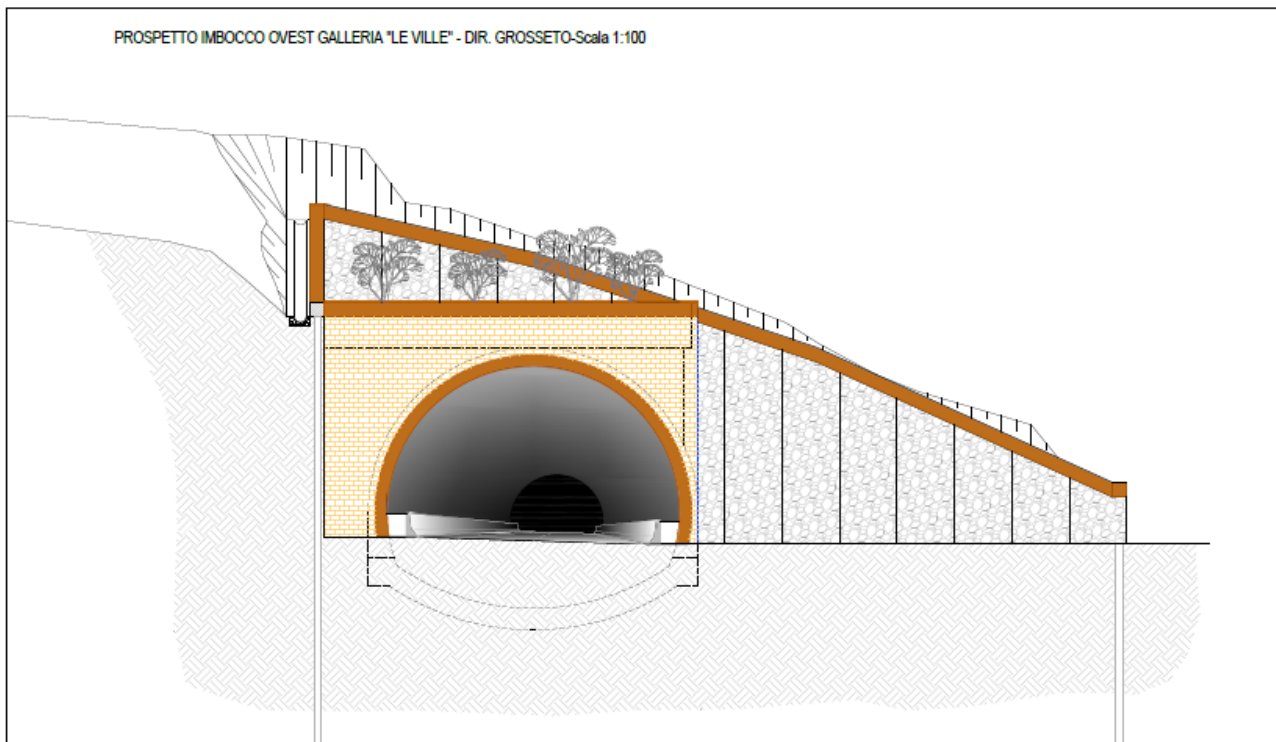 PROSPETTO IMBOCCO OVEST GALLERIA "LE VILLE" - DIR. GROSSETO-Scala 1:100